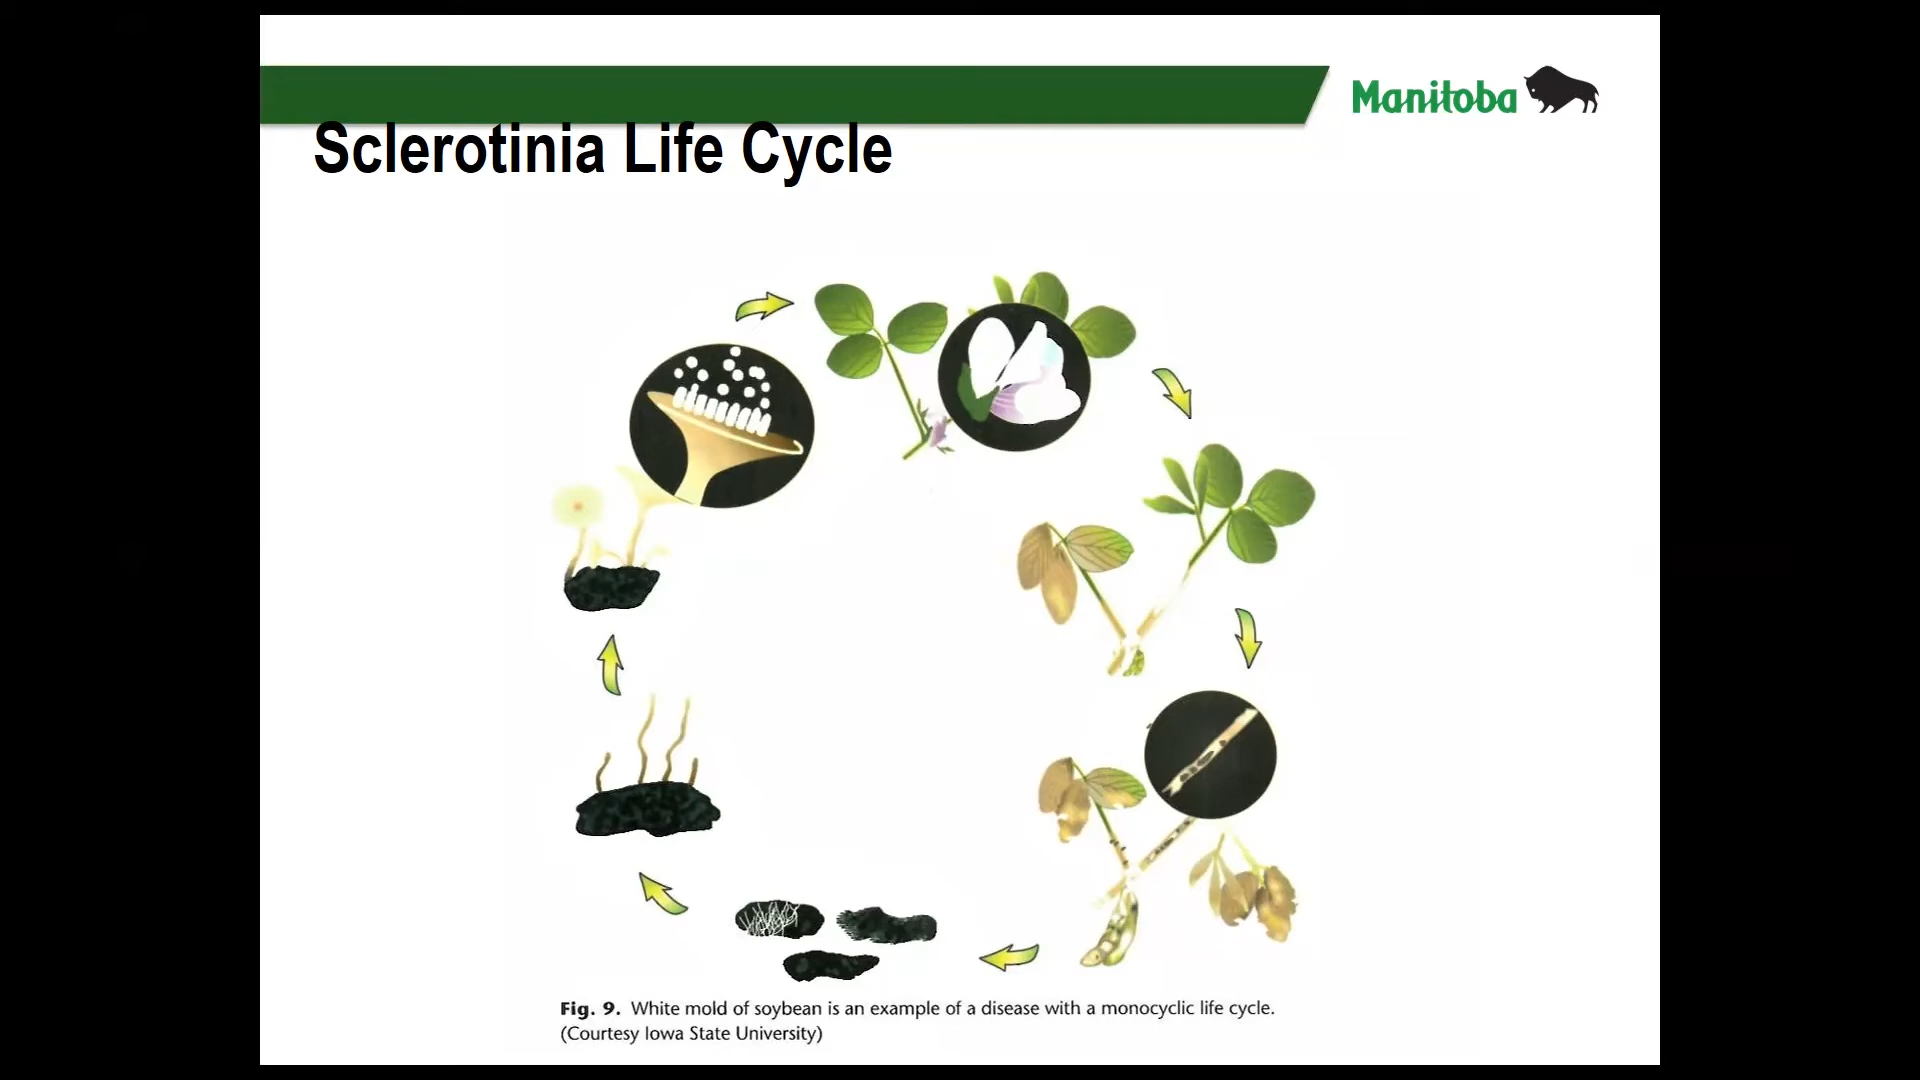 Manitoba
Sclerotinia Life Cycle
Fig. 9. White mold of soybean is an example of a disease with a monocyclic life cycle.
(Courtesy Iowa State University)